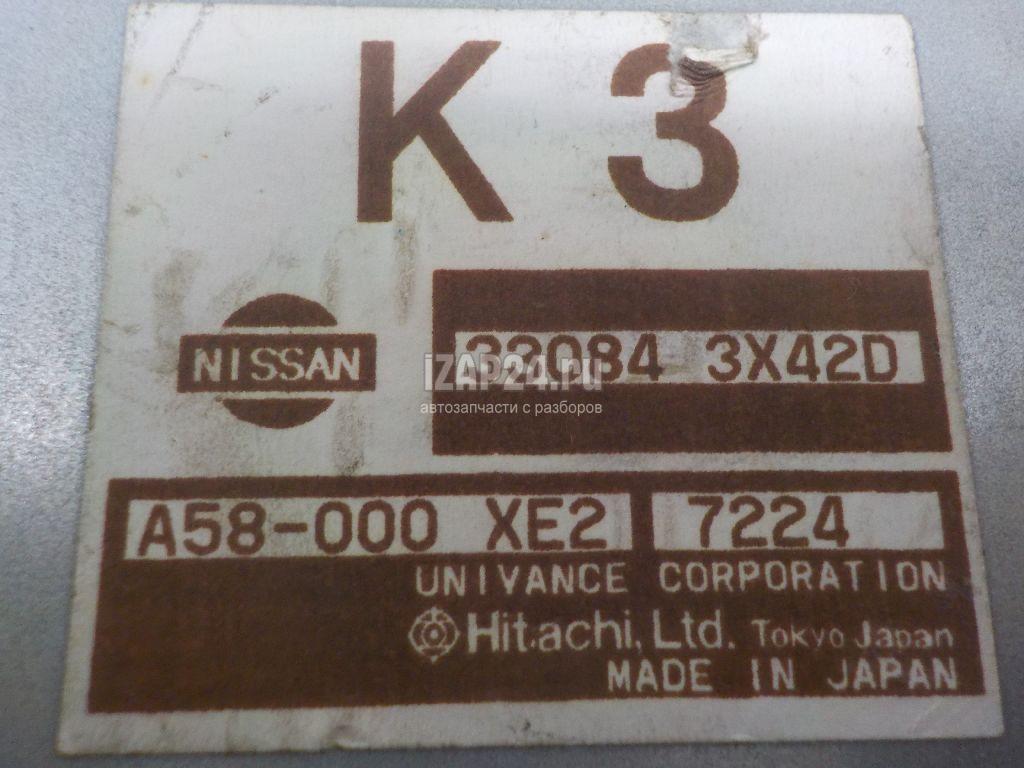 K 3
NISSAN
32084 3X42D
iZAP24.ru
автозапчасти с разборов
A58-000 XE2 7224
UNIVANCE CORPORATION
Hitachi, Ltd. Tokyo Japan
MADE IN JAPAN